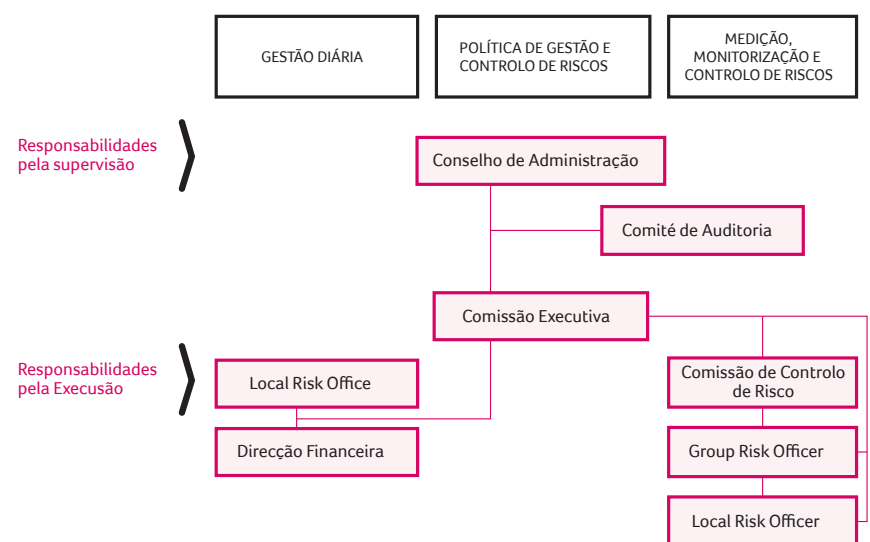 GESTÃO DIÁRIA
POLÍTICA DE GESTÃO E
CONTROLO DE RISCOS
MEDIÇÃO,
MONITORIZAÇÃO E
CONTROLO DE RISCOS
Responsabilidades
pela supervisão
Conselho de Administração
Comité de Auditoria
Comissão Executiva
Responsabilidades
pela Execusão
Local Risk Office
Comissão de Controlo
de Risco
Direcção Financeira
Group Risk Officer
Local Risk Officer